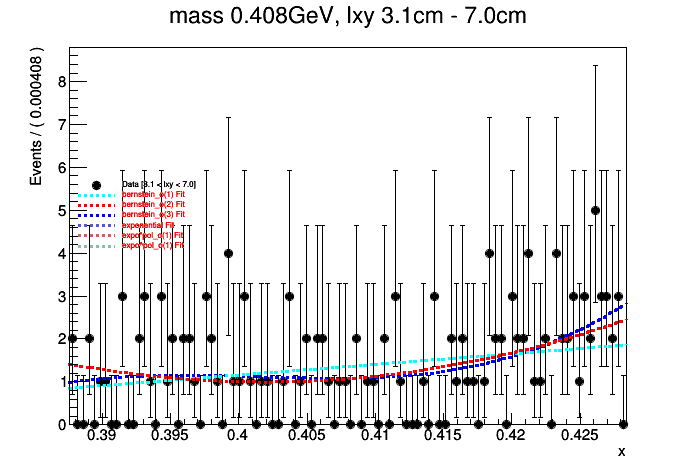 mass 0.408GeV, lxy 3.1cm - 7.0cm
Events / ( 0.000408 )
8
7
6
5
4
3
2
1
0
Data [3.1 < lxy < 7.0]
bernstein_o(1) Fit
bernstein_o(2) Fit
bernstein_o(3) Fit
exponential Fit
expo*pol_o(1) Fit
expo*pol_o(1) Fit
0.39 0.395 0.4 0.405 0.41 0.415 0.42 0.425
x